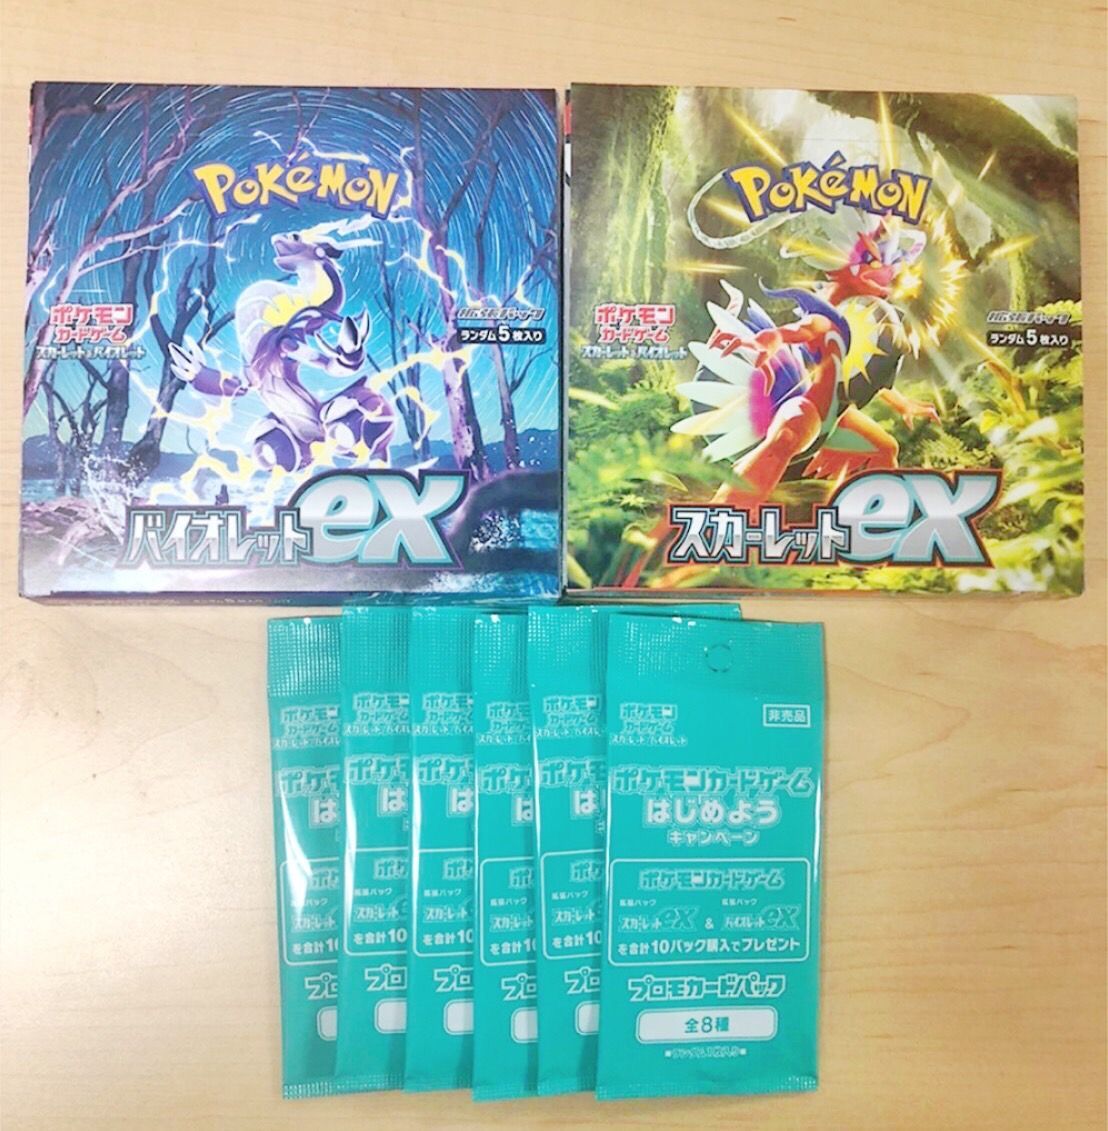 POKéMON
ポケモン
カードゲーム
スカーレット&バイオレット
拡張パック
ランダム5枚入り
バイオレットex
POKéMON
ポケモン
カードゲーム
スカーレット&バイオレット
拡張パック
ランダム5枚入り
スカーレットex
ポケモン
カードゲーム
スカーレット&バイオレット
非売品
ポケモンカードゲーム
はじめよう
キャンペーン
ポケモンカードゲーム
拡張パック 拡張パック
スカーレットex & バイオレットex
を合計10パック購入でプレゼント
プロモカードパック
全8種
ランダム1枚入り